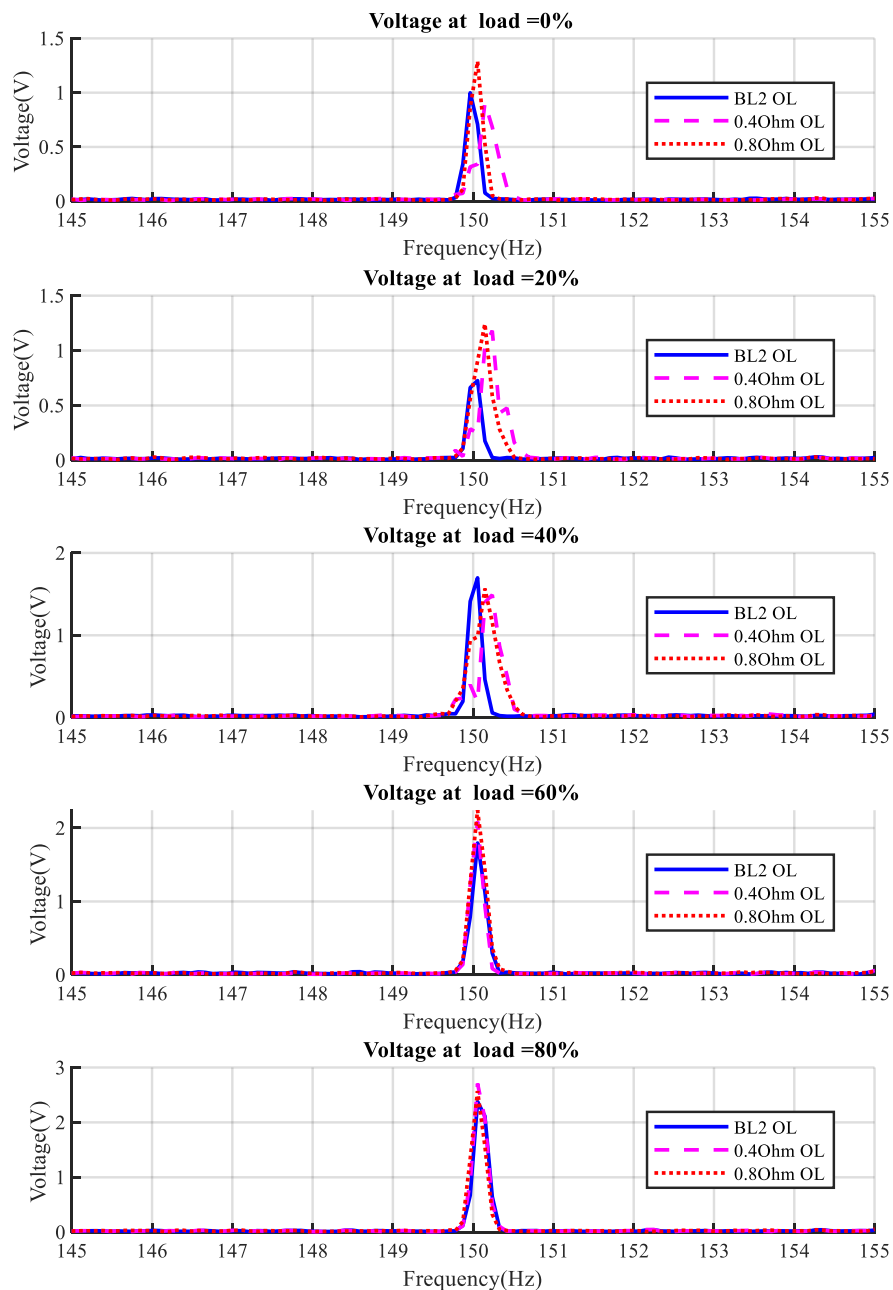 Voltage at load =0%
1.5
1
0.5
0
Voltage(V)
BL2 OL
0.4Ohm OL
0.8Ohm OL
145 146 147 148 149 150 151 152 153 154 155
Frequency(Hz)
Voltage at load =20%
1.5
1
0.5
0
Voltage(V)
BL2 OL
0.4Ohm OL
0.8Ohm OL
145 146 147 148 149 150 151 152 153 154 155
Frequency(Hz)
Voltage at load =40%
2
1
0
Voltage(V)
BL2 OL
0.4Ohm OL
0.8Ohm OL
145 146 147 148 149 150 151 152 153 154 155
Frequency(Hz)
Voltage at load =60%
2
1
0
Voltage(V)
BL2 OL
0.4Ohm OL
0.8Ohm OL
145 146 147 148 149 150 151 152 153 154 155
Frequency(Hz)
Voltage at load =80%
3
2
1
0
Voltage(V)
BL2 OL
0.4Ohm OL
0.8Ohm OL
145 146 147 148 149 150 151 152 153 154 155
Frequency(Hz)